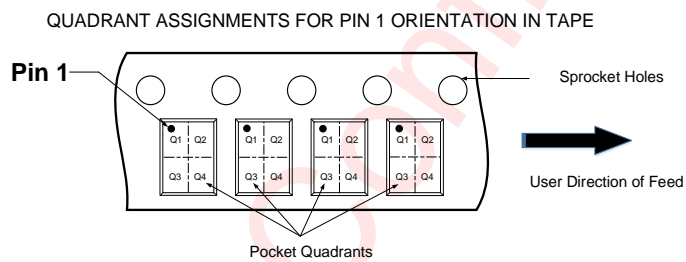 QUADRANT ASSIGNMENTS FOR PIN 1 ORIENTATION IN TAPE
Pin 1
Sprocket Holes
Q1 Q2 Q1 Q2 Q1 Q2 Q1 Q2
Q3 Q4 Q3 Q4 Q3 Q4 Q3 Q4
User Direction of Feed
Pocket Quadrants